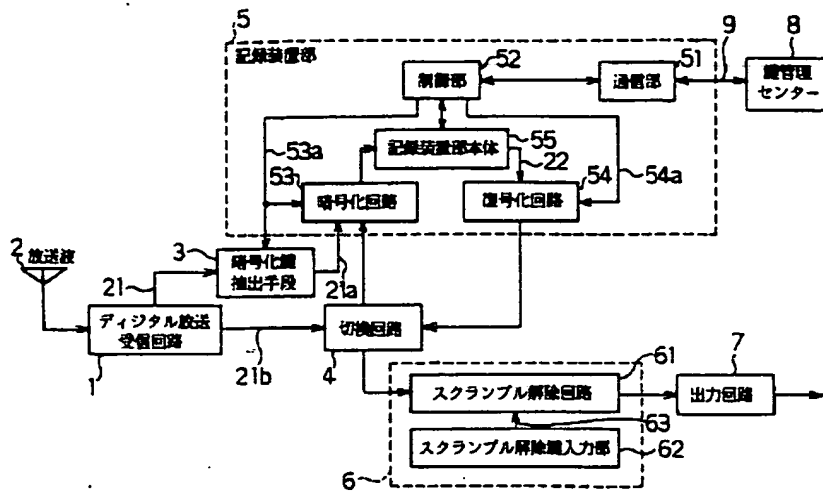 5
記録装置部
52
制御部
51
通信部
9
8
鍵管理
センター
55
記録装置部本体
53a
53
暗号化回路
22
54
復号化回路
54a
2
放送波
21
3
暗号化鍵
抽出手段
21a
ディジタル放送
受信回路
1
21b
切換回路
4
61
スクランブル解除回路
63
スクランブル解除鍵入力部
62
6
7
出力回路